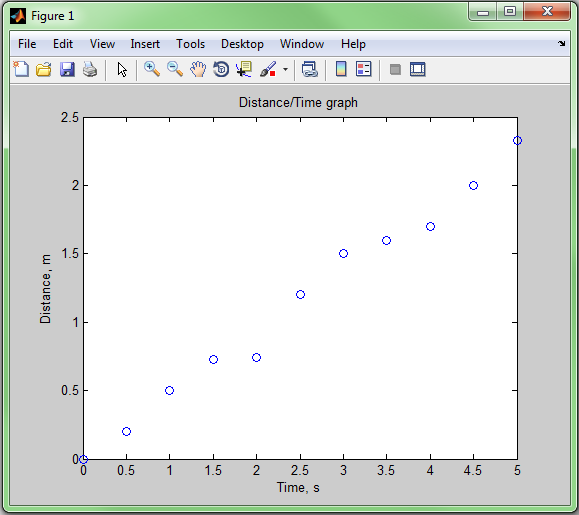 Figure 1
File Edit View Insert Tools Desktop Window Help
Distance/Time graph
2.5
2
1.5
1
0.5
0
Distance, m
0 0.5 1 1.5 2 2.5 3 3.5 4 4.5 5
Time, s